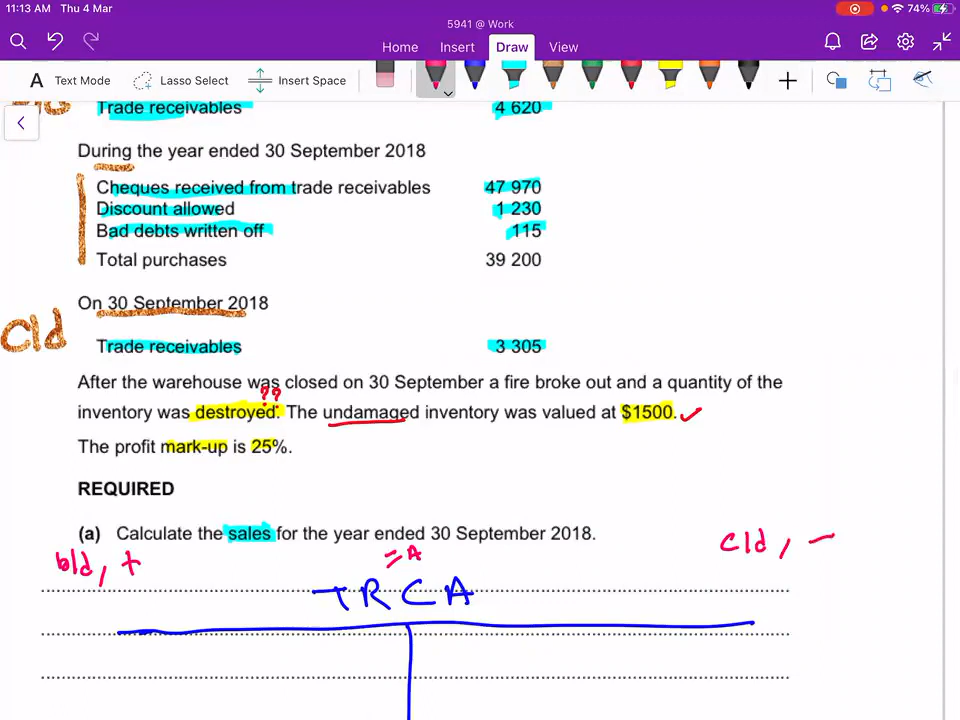 11:13 AM Thu 4 Mar
74%
5941 @ Work
Home Insert Draw View
A Text Mode Lasso Select Insert Space
Trade receivables 4 620
During the year ended 30 September 2018
Cheques received from trade receivables 47 970
Discount allowed 1 230
Bad debts written off 115
Total purchases 39 200
On 30 September 2018
C/d
Trade receivables 3 305
After the warehouse was closed on 30 September a fire broke out and a quantity of the
??
inventory was destroyed. The undamaged inventory was valued at $1500.
The profit mark-up is 25%.
REQUIRED
(a) Calculate the sales for the year ended 30 September 2018.
b/d, + = A c/d, −
TRCA